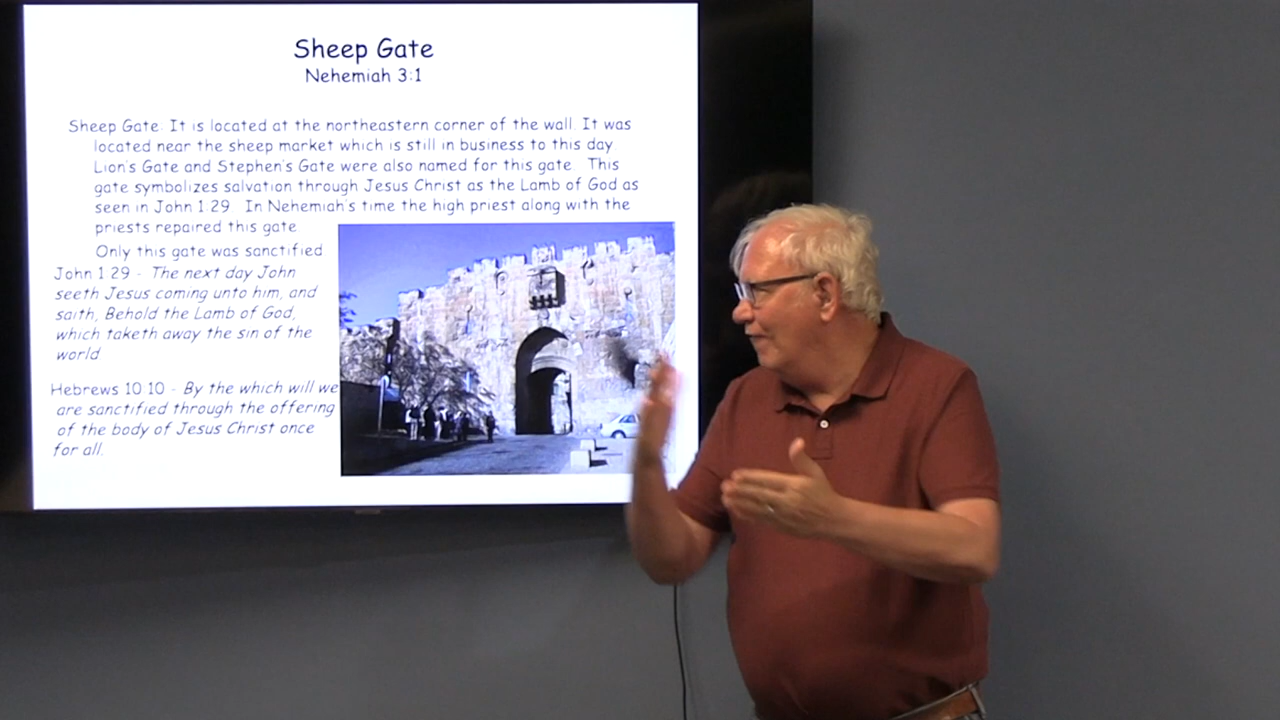 Sheep Gate
Nehemiah 3:1
Sheep Gate: It is located at the northeastern corner of the wall. It was
located near the sheep market which is still in business to this day
Lion's Gate and Stephen's Gate were also named for this gate. This
gate symbolizes salvation through Jesus Christ as the Lamb of God as
seen in John 1:29. In Nehemiah's time the high priest along with the
priests repaired this gate.
Only this gate was sanctified
John 1:29 - The next day John
seeth Jesus coming unto him, and
saith, Behold the Lamb of God,
which taketh away the sin of the
world
Hebrews 10:10 - By the which will we
are sanctified through the offering
of the body of Jesus Christ once
for all.